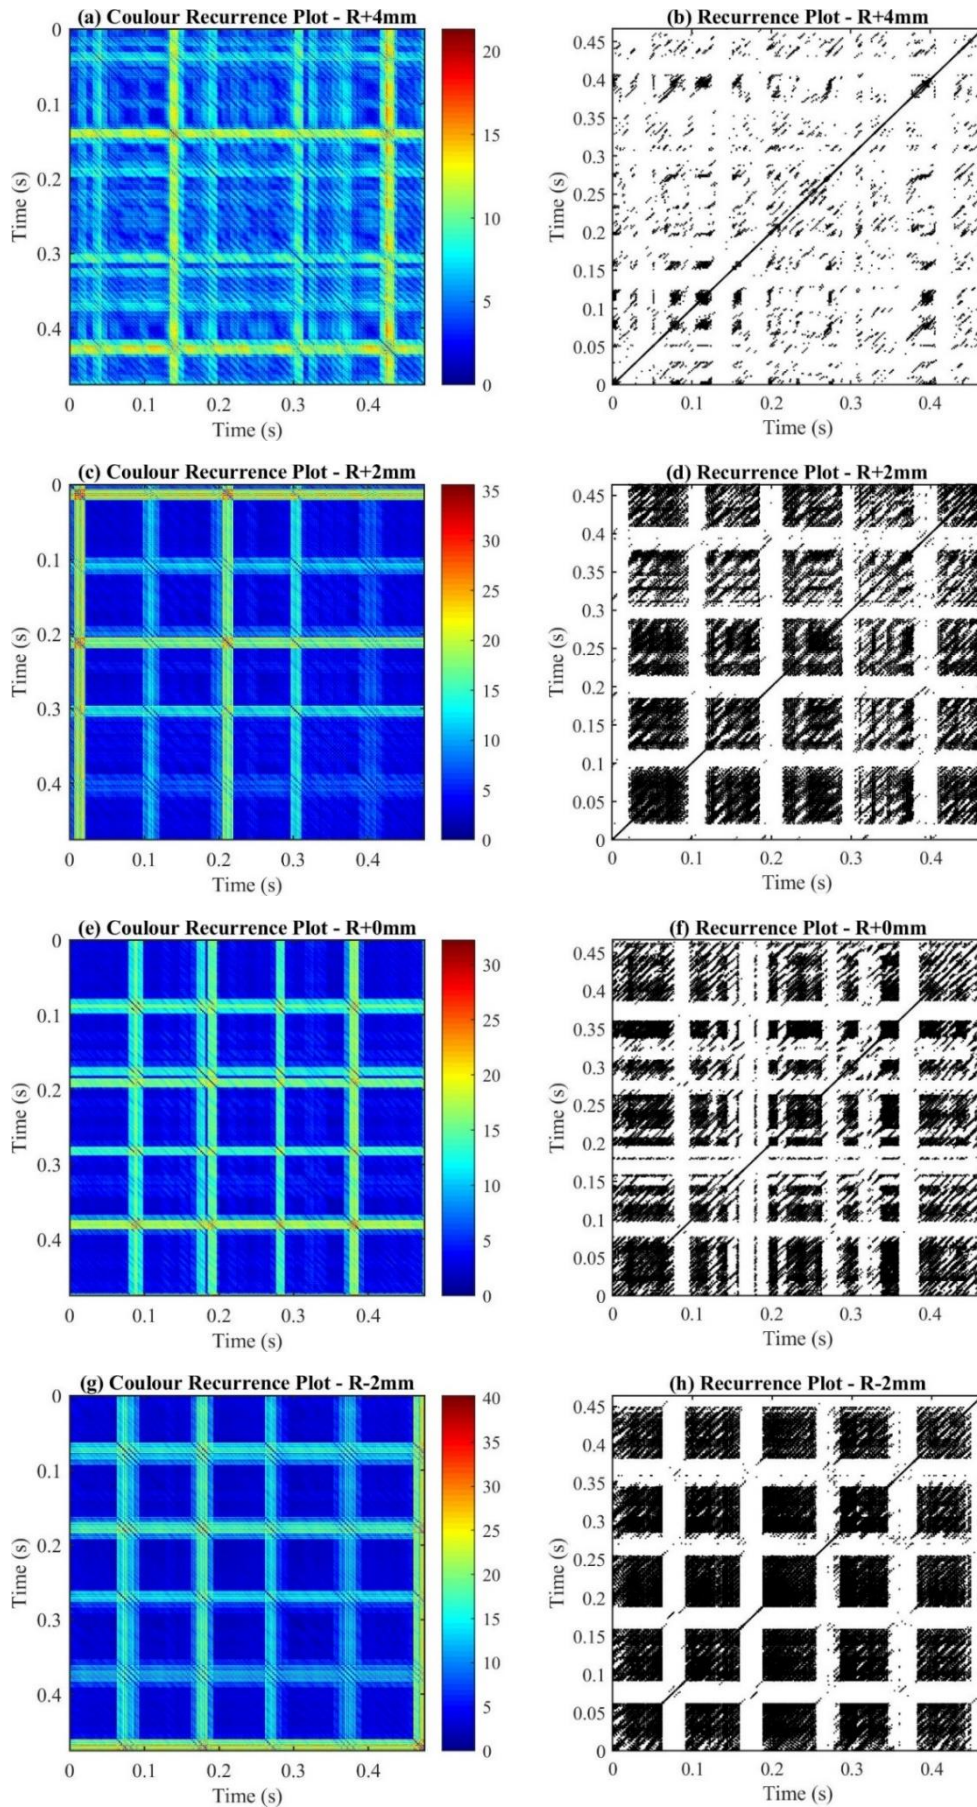 (a) Coulour Recurrence Plot - R+4mm
0
0.1
0.2
0.3
0.4
Time (s)
0 0.1 0.2 0.3 0.4
Time (s)
20
15
10
5
0
(b) Recurrence Plot - R+4mm
0.45
0.4
0.35
0.3
0.25
0.2
0.15
0.1
0.05
0
Time (s)
0 0.1 0.2 0.3 0.4
Time (s)
(c) Coulour Recurrence Plot - R+2mm
0
0.1
0.2
0.3
0.4
Time (s)
0 0.1 0.2 0.3 0.4
Time (s)
35
30
25
20
15
10
5
0
(d) Recurrence Plot - R+2mm
0.45
0.4
0.35
0.3
0.25
0.2
0.15
0.1
0.05
0
Time (s)
0 0.1 0.2 0.3 0.4
Time (s)
(e) Coulour Recurrence Plot - R+0mm
0
0.1
0.2
0.3
0.4
Time (s)
0 0.1 0.2 0.3 0.4
Time (s)
30
25
20
15
10
5
0
(f) Recurrence Plot - R+0mm
0.45
0.4
0.35
0.3
0.25
0.2
0.15
0.1
0.05
0
Time (s)
0 0.1 0.2 0.3 0.4
Time (s)
(g) Coulour Recurrence Plot - R-2mm
0
0.1
0.2
0.3
0.4
Time (s)
0 0.1 0.2 0.3 0.4
Time (s)
40
35
30
25
20
15
10
5
0
(h) Recurrence Plot - R-2mm
0.45
0.4
0.35
0.3
0.25
0.2
0.15
0.1
0.05
0
Time (s)
0 0.1 0.2 0.3 0.4
Time (s)